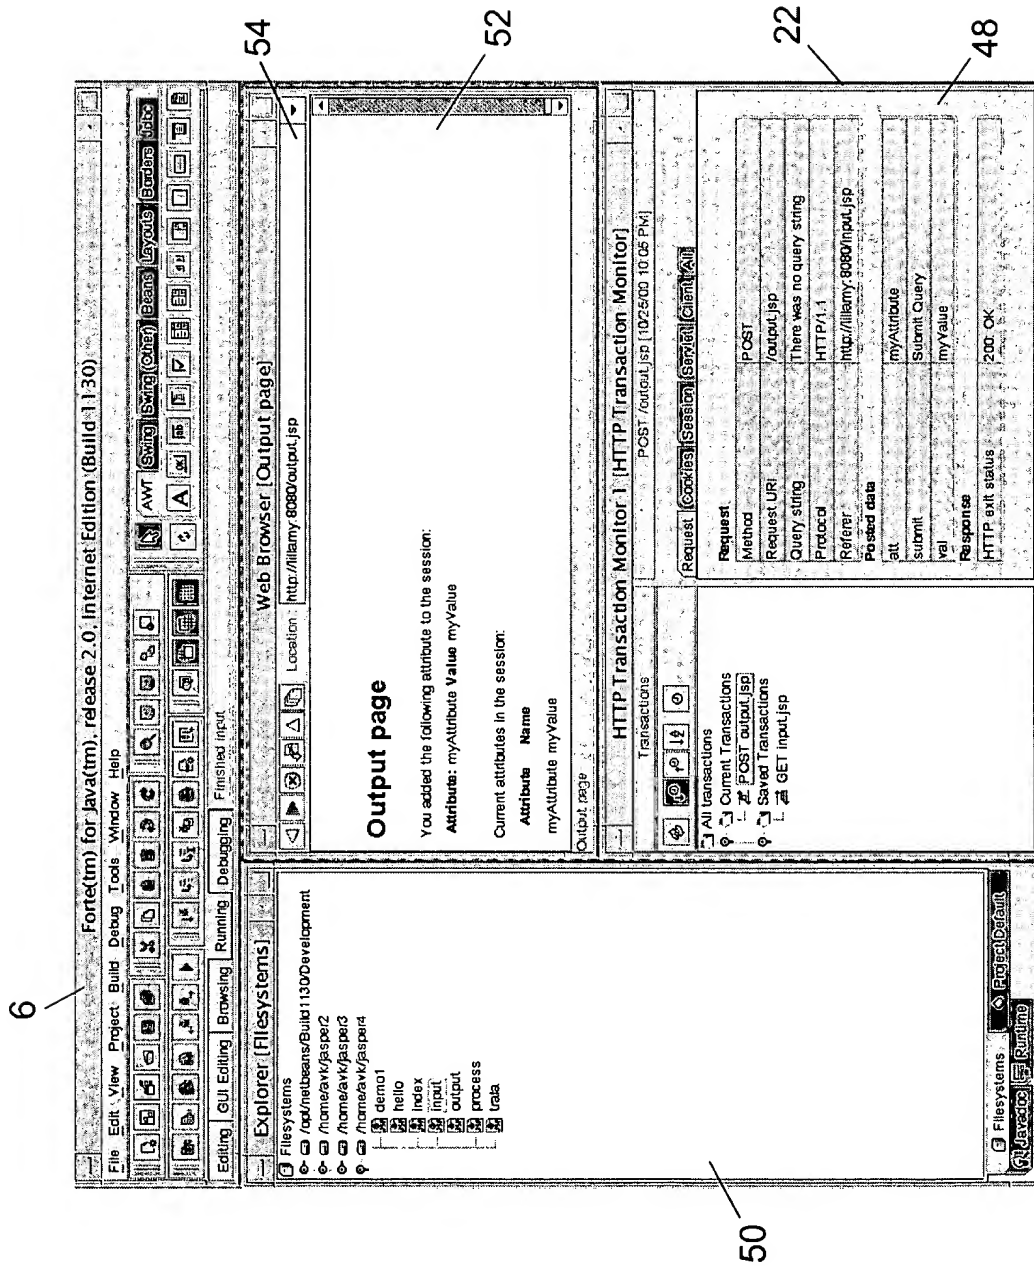 6
Forte(tm) for Java(tm), release 2.0, Internet Edition (Build 1130)
File Edit View Project Build Debug Tools Window Help
AWT Swing Swing (Other) Beans Layouts Borders Jdbc
Editing GUI Editing Browsing Running Debugging Finished input
Explorer [Filesystems]
Filesystems
/opt/netbeans/Build1130/Development
/home/avk/jasper2
/home/avk/jasper3
/home/avk/jasper4
demo1
hello
index
input
output
process
trala
Filesystems Project Default
Javadoc Runtime
50
Web Browser [Output page]
Location: http://lillamy:8080/output.jsp
54
Output page
You added the following attribute to the session:
Attribute: myAttribute Value myValue
Current attributes in the session:
Attribute Name
myAttribute myValue
Output page
52
HTTP Transaction Monitor 1 [HTTP Transaction Monitor]
22
Transactions
All transactions
Current Transactions
POST output.jsp
Saved Transactions
GET input.jsp
POST /output.jsp [10/25/00 10:05 PM]
Request Cookies Session Servlet Client All
Request
Method POST
Request URI /output.jsp
Query string There was no query string
Protocol HTTP/1.1
Referer http://lillamy:8080/input.jsp
Posted data
att myAttribute
submit Submit Query
val myValue
Response
HTTP exit status 200: OK
48